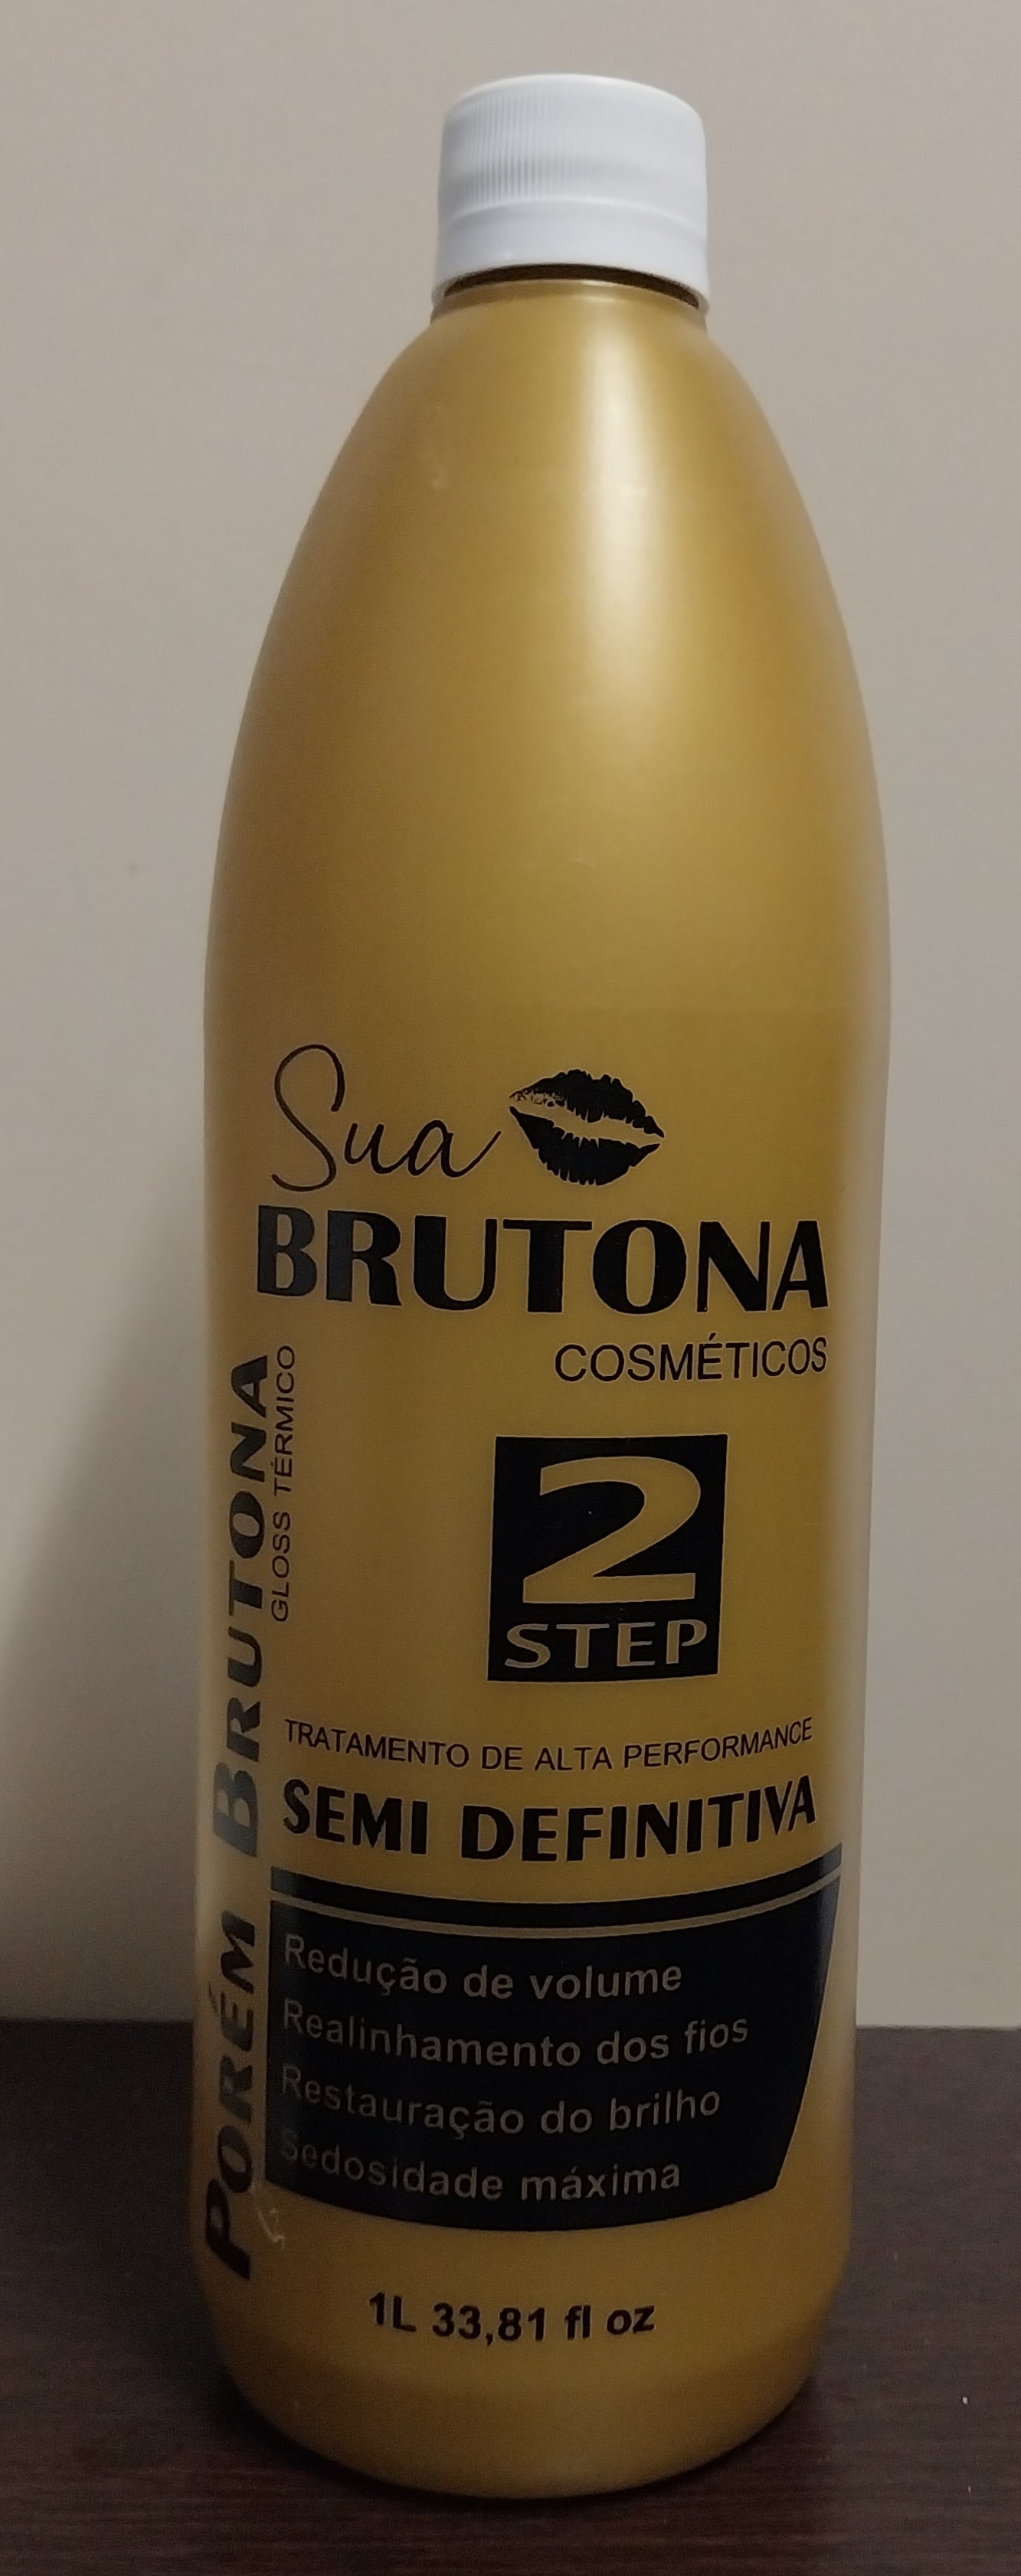 Sua
BRUTONA
COSMÉTICOS
2
STEP
TRATAMENTO DE ALTA PERFORMANCE
SEMI DEFINITIVA
Redução de volume
Realinhamento dos fios
Restauração do brilho
Sedosidade máxima
1L 33,81 fl oz
PORÉM BRUTONA
GLOSS TÉRMICO